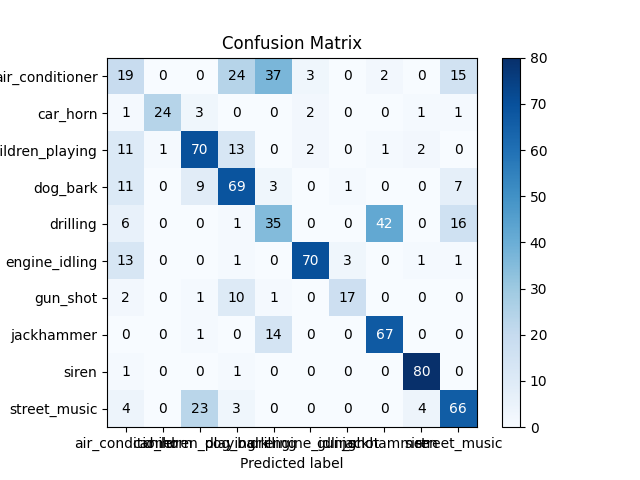 Confusion Matrix
air_conditioner 19 0 0 24 37 3 0 2 0 15
car_horn 1 24 3 0 0 2 0 0 1 1
ildren_playing 11 1 70 13 0 2 0 1 2 0
dog_bark 11 0 9 69 3 0 1 0 0 7
drilling 6 0 0 1 35 0 0 42 0 16
engine_idling 13 0 0 1 0 70 3 0 1 1
gun_shot 2 0 1 10 1 0 17 0 0 0
jackhammer 0 0 1 0 14 0 0 67 0 0
siren 1 0 0 1 0 0 0 0 80 0
street_music 4 0 23 3 0 0 0 0 4 66
street_music
Predicted label
80
70
60
50
40
30
20
10
0